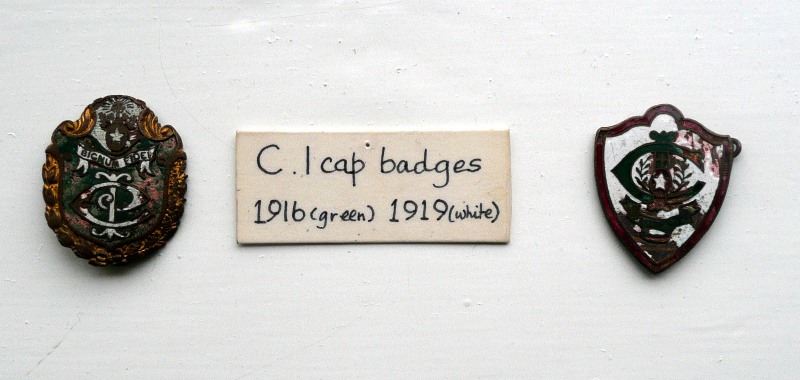 SIGNUM FIDEI
C.I cap badges
1916 (green) 1919 (white)